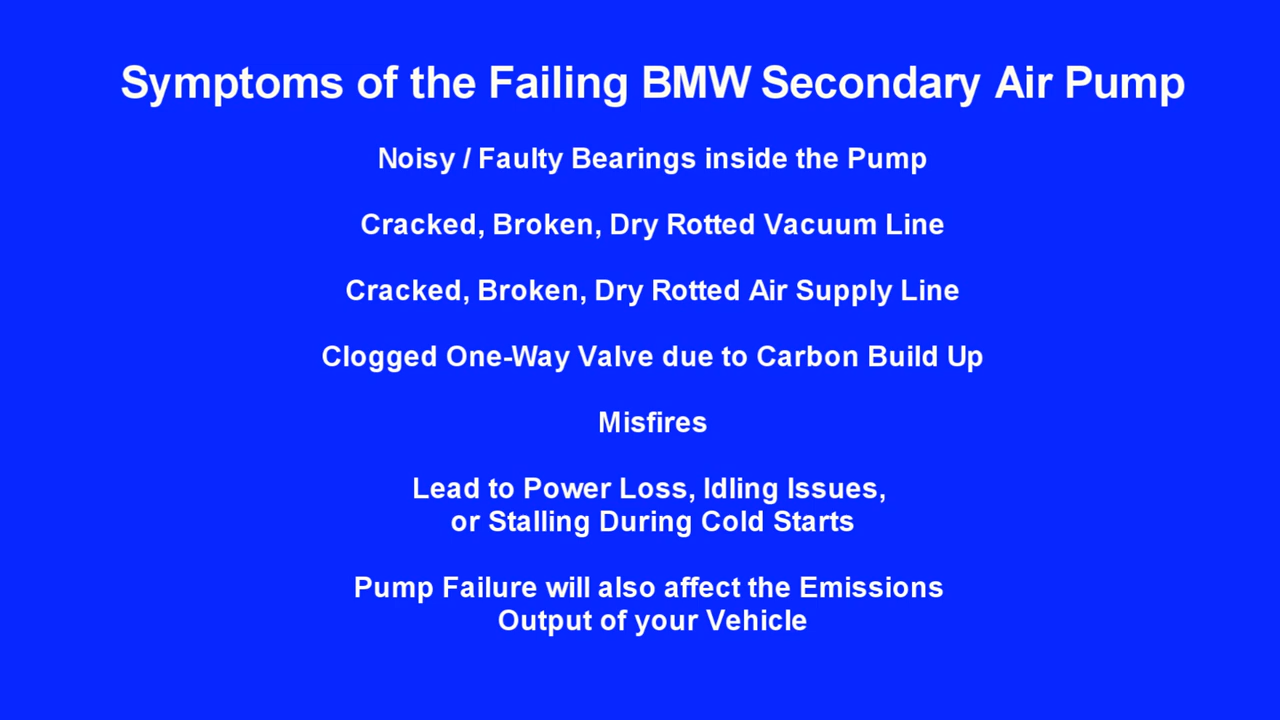 Symptoms of the Failing BMW Secondary Air Pump
Noisy / Faulty Bearings inside the Pump
Cracked, Broken, Dry Rotted Vacuum Line
Cracked, Broken, Dry Rotted Air Supply Line
Clogged One-Way Valve due to Carbon Build Up
Misfires
Lead to Power Loss, Idling Issues,
or Stalling During Cold Starts
Pump Failure will also affect the Emissions
Output of your Vehicle